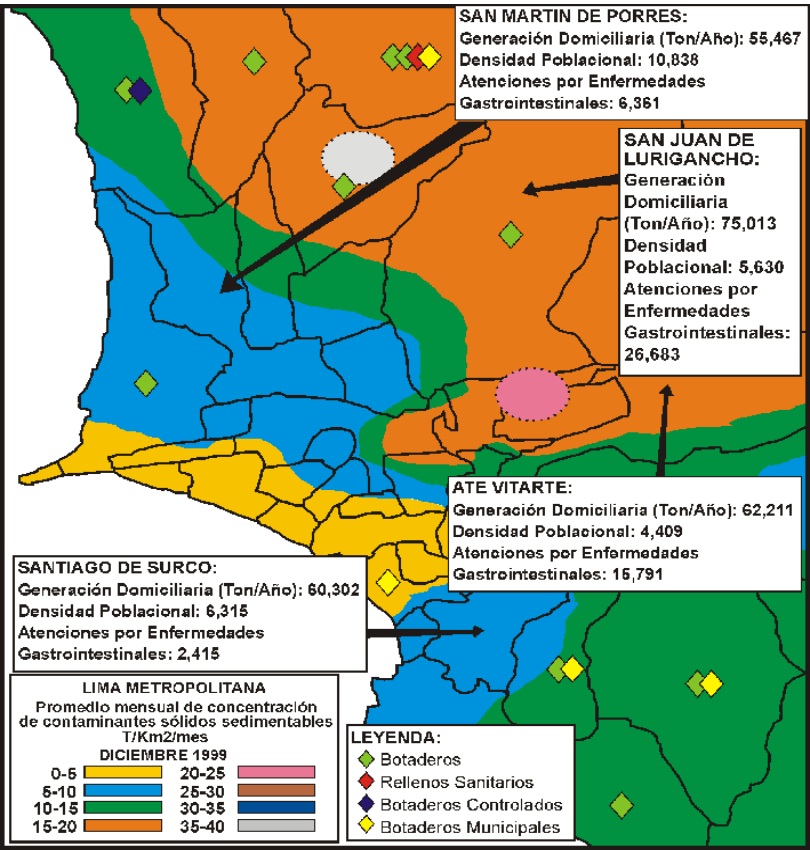 SAN MARTIN DE PORRES:
Generación Domiciliaria (Ton/Año): 55,467
Densidad Poblacional: 10,838
Atenciones por Enfermedades
Gastrointestinales: 6,361
SAN JUAN DE
LURIGANCHO:
Generación
Domiciliaria
(Ton/Año): 75,013
Densidad
Poblacional: 5,630
Atenciones por
Enfermedades
Gastrointestinales:
26,683
ATE VITARTE:
Generación Domiciliaria (Ton/Año): 62,211
Densidad Poblacional: 4,409
Atenciones por Enfermedades
Gastrointestinales: 15,791
SANTIAGO DE SURCO:
Generación Domiciliaria (Ton/Año): 60,302
Densidad Poblacional: 6,315
Atenciones por Enfermedades
Gastrointestinales: 2,415
LIMA METROPOLITANA
Promedio mensual de concentración
de contaminantes sólidos sedimentables
T/Km2/mes
DICIEMBRE 1999
0-5 20-25
5-10 25-30
10-15 30-35
15-20 35-40
LEYENDA:
Botaderos
Rellenos Sanitarios
Botaderos Controlados
Botaderos Municipales